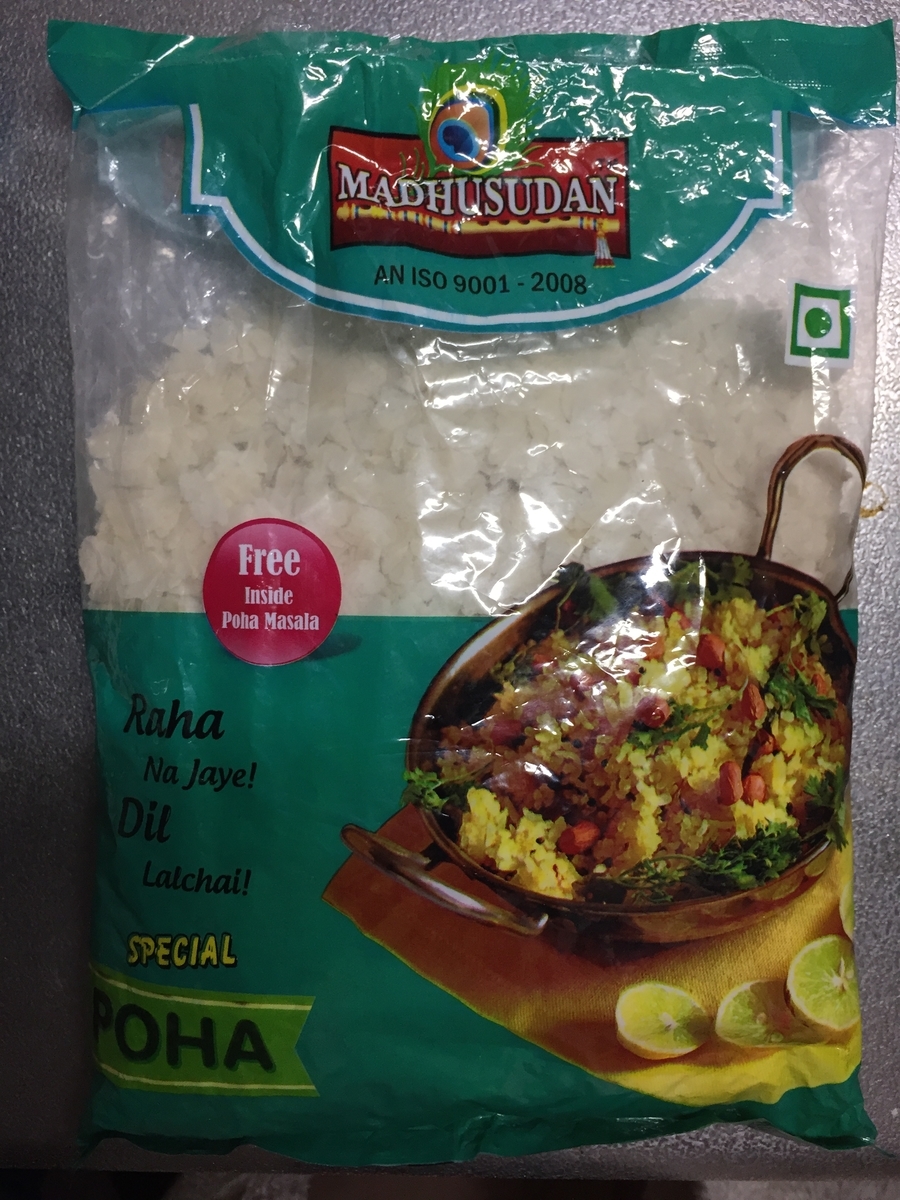 MADHUSUDAN
AN ISO 9001 - 2008
Free
Inside
Poha Masala
Raha
Na Jaye!
Dil
Lalchai!
SPECIAL
POHA